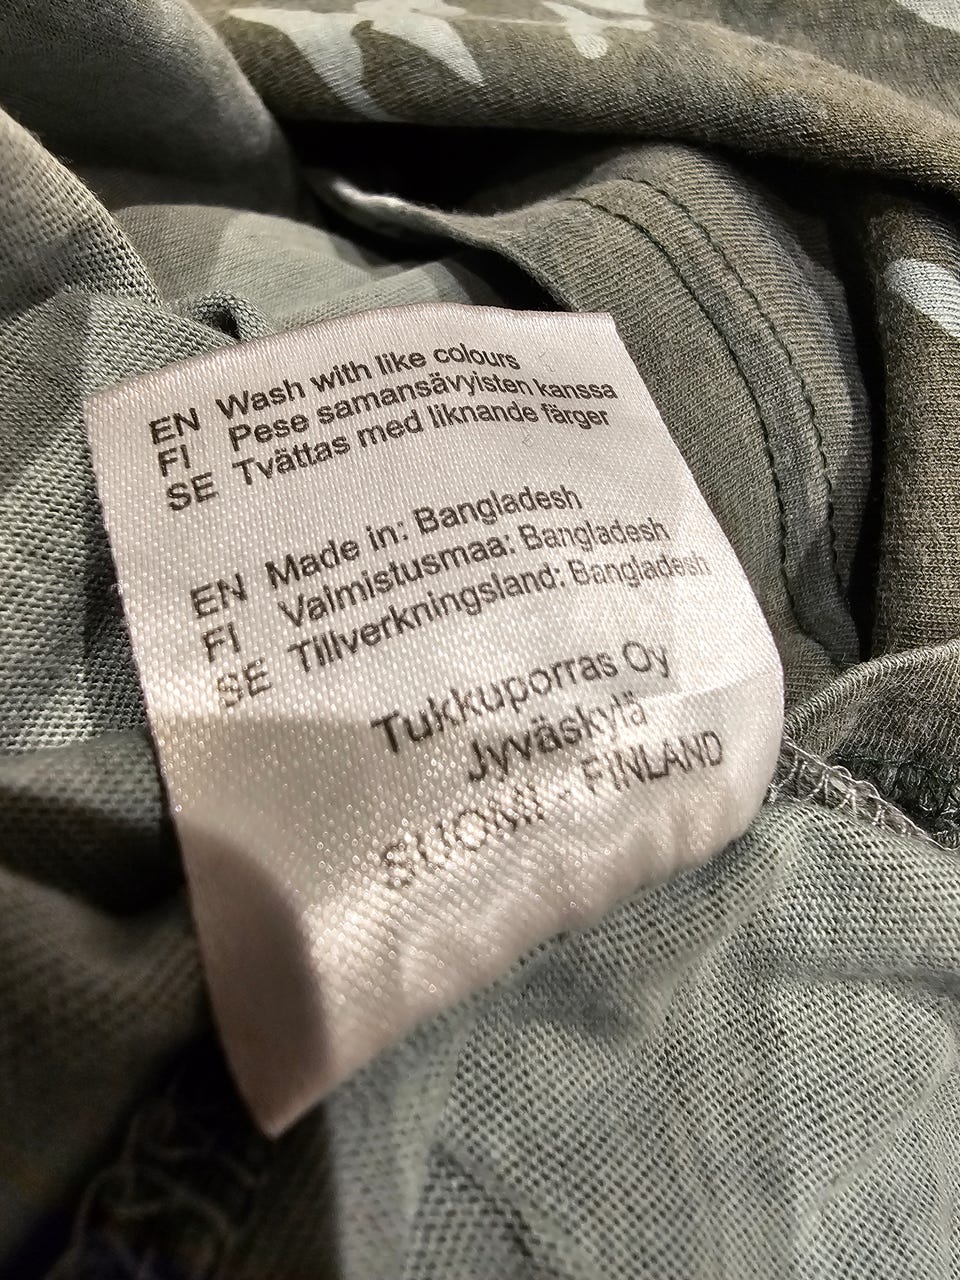 EN Wash with like colours
FI Pese samansävyisten kanssa
SE Tvättas med liknande färger
EN Made in: Bangladesh
FI Valmistusmaa: Bangladesh
SE Tillverkningsland: Bangladesh
Tukkuporras Oy
Jyväskylä
SUOMI - FINLAND